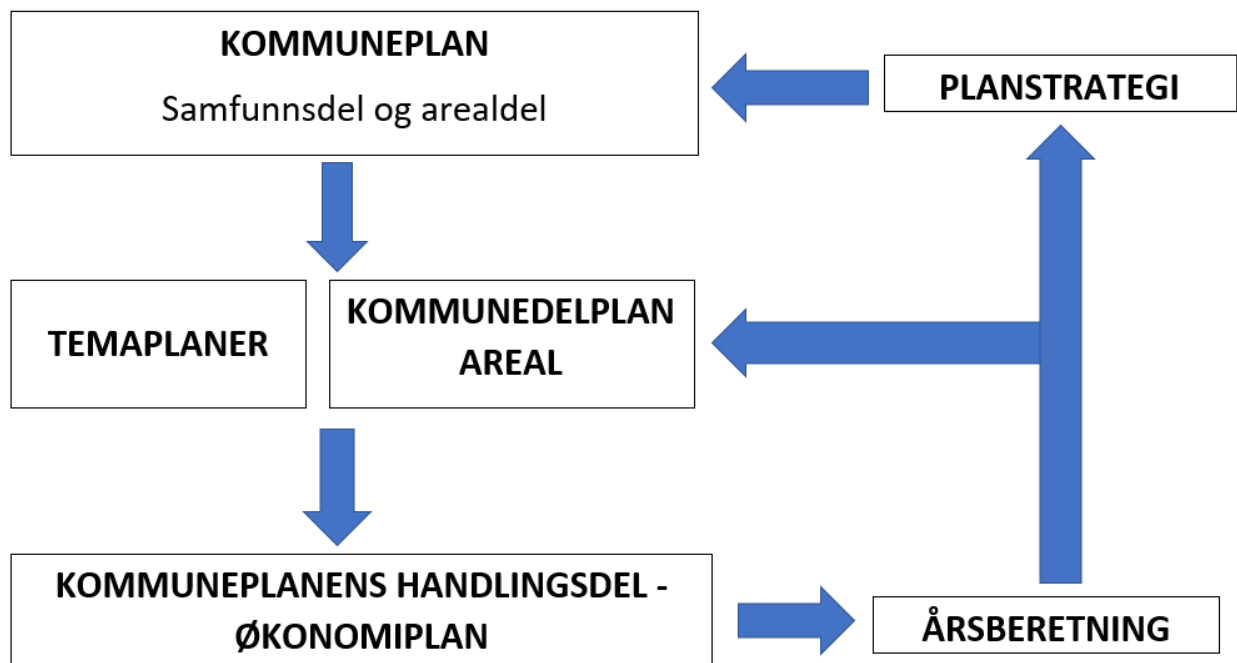 KOMMUNEPLAN
Samfunnsdel og arealdel
PLANSTRATEGI
TEMAPLANER
KOMMUNEDELPLAN
AREAL
KOMMUNEPLANENS HANDLINGSDEL -
ØKONOMIPLAN
ÅRSBERETNING